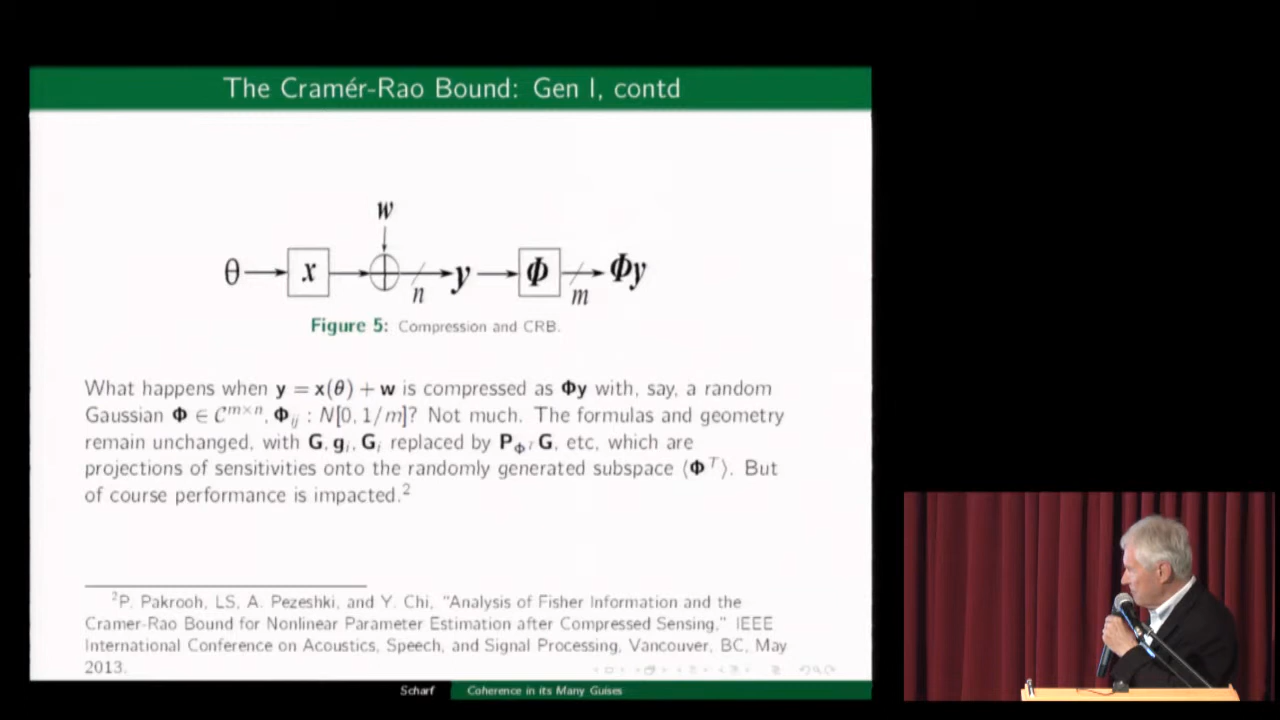 The Cramér-Rao Bound: Gen I, contd
w
θ x y Φ Φy
n m
Figure 5: Compression and CRB.
What happens when y = x(θ) + w is compressed as Φy with, say, a random
Gaussian Φ ∈ C^{m×n}, Φ_{ij} : N[0, 1/m]? Not much. The formulas and geometry
remain unchanged, with G, g_i, G_i replaced by P_{Φ^T} G, etc, which are
projections of sensitivities onto the randomly generated subspace ⟨Φ^T⟩. But
of course performance is impacted.²
²P. Pakrooh, LS, A. Pezeshki, and Y. Chi, "Analysis of Fisher Information and the
Cramer-Rao Bound for Nonlinear Parameter Estimation after Compressed Sensing," IEEE
International Conference on Acoustics, Speech, and Signal Processing, Vancouver, BC, May
2013.
Scharf Coherence in its Many Guises